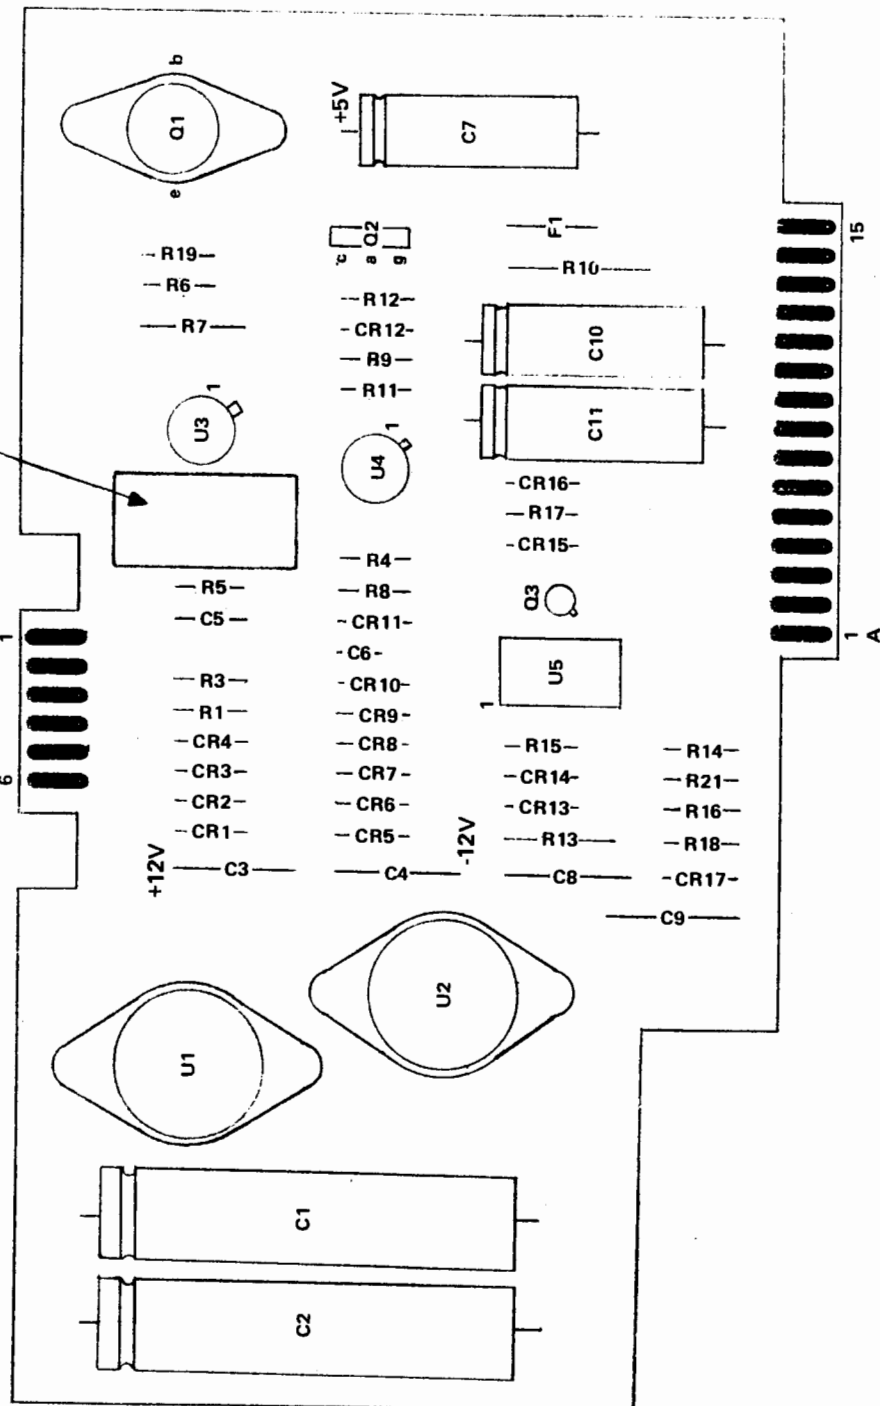 b
Q1
e
+5V
C7
R19
R6
R7
Q2
c
a
g
R12
CR12
R9
R11
F1
R10
C10
C11
15
1
U3
1
U4
CR16
R17
CR15
R5
C5
R4
R8
CR11
C6
Q3
1
A
1
U5
1
6
R3
R1
CR4
CR3
CR2
CR1
CR10
CR9
CR8
CR7
CR6
CR5
R15
CR14
CR13
R13
R14
R21
R16
R18
+12V
C3
C4
-12V
C8
CR17
C9
U1
U2
C1
C2